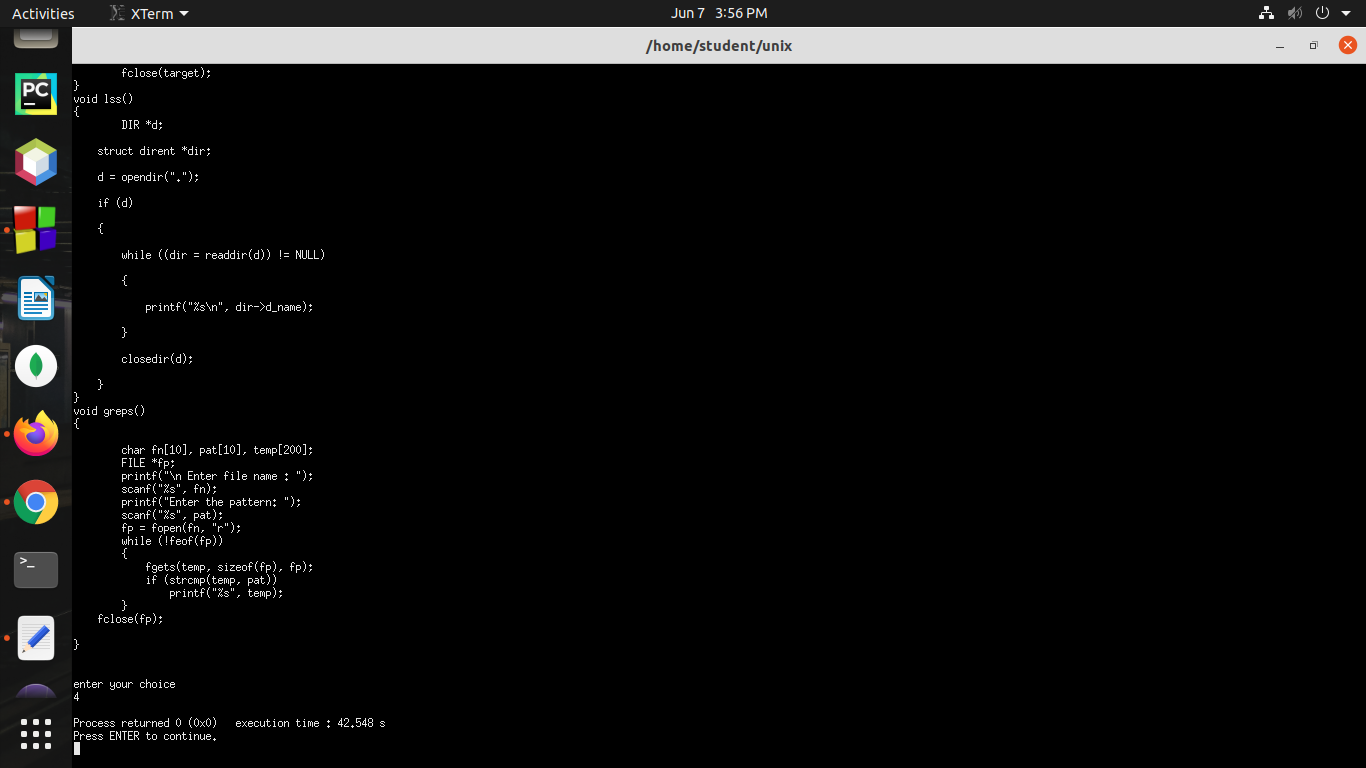 Activities XTerm Jun 7 3:56 PM
/home/student/unix
fclose(target);
}
void lss()
{
DIR *d;
struct dirent *dir;
d = opendir(".");
if (d)
{
while ((dir = readdir(d)) != NULL)
{
printf("%s\n", dir->d_name);
}
closedir(d);
}
}
void greps()
{
char fn[10], pat[10], temp[200];
FILE *fp;
printf("\n Enter file name : ");
scanf("%s", fn);
printf("Enter the pattern: ");
scanf("%s", pat);
fp = fopen(fn, "r");
while (!feof(fp))
{
fgets(temp, sizeof(fp), fp);
if (strcmp(temp, pat))
printf("%s", temp);
}
fclose(fp);
}
enter your choice
4
Process returned 0 (0x0) execution time : 42.548 s
Press ENTER to continue.
PC
>_